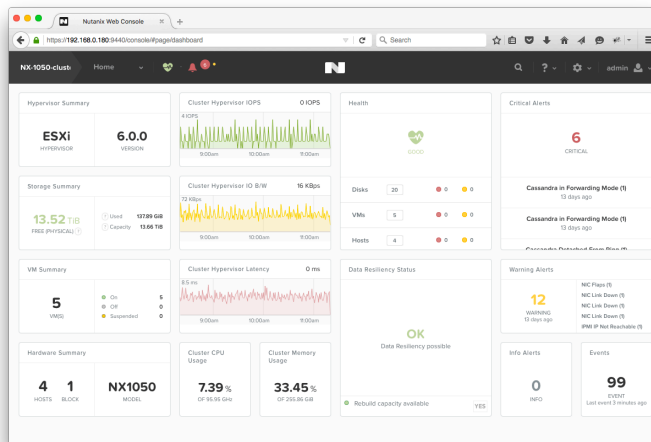 Nutanix Web Console
https://192.168.0.160:9440/console/#page/dashboard
Search
NX-1050-cluste
Home
6
?
admin
Hypervisor Summary
ESXi
HYPERVISOR
6.0.0
VERSION
Cluster Hypervisor IOPS
0 IOPS
4 IOPS
9:00am
10:00am
11:00am
Health
GOOD
Disks
20
0
0
VMs
5
0
0
Hosts
4
0
0
Critical Alerts
6
CRITICAL
Cassandra in Forwarding Mode (1)
13 days ago
Cassandra in Forwarding Mode (1)
13 days ago
Cassandra Detached From Ring (1)
Storage Summary
13.52 TiB
FREE (PHYSICAL)
Used
137.89 GiB
Capacity
13.66 TiB
Cluster Hypervisor IO B/W
16 KBps
72 KBps
9:00am
10:00am
11:00am
VM Summary
5
VM(S)
On
5
Off
0
Suspended
0
Cluster Hypervisor Latency
0 ms
8.5 ms
9:00am
10:00am
11:00am
Data Resiliency Status
OK
Data Resiliency possible
Rebuild capacity available
YES
Warning Alerts
12
WARNING
13 days ago
NIC Flaps (1)
NIC Link Down (1)
NIC Link Down (1)
NIC Link Down (1)
IPMI IP Not Reachable (1)
Hardware Summary
4
HOSTS
1
BLOCK
NX1050
MODEL
Cluster CPU
Usage
7.39 %
OF 95.95 GHz
Cluster Memory
Usage
33.45 %
OF 255.86 GiB
Info Alerts
0
INFO
Events
99
EVENT
Last event 3 minutes ago